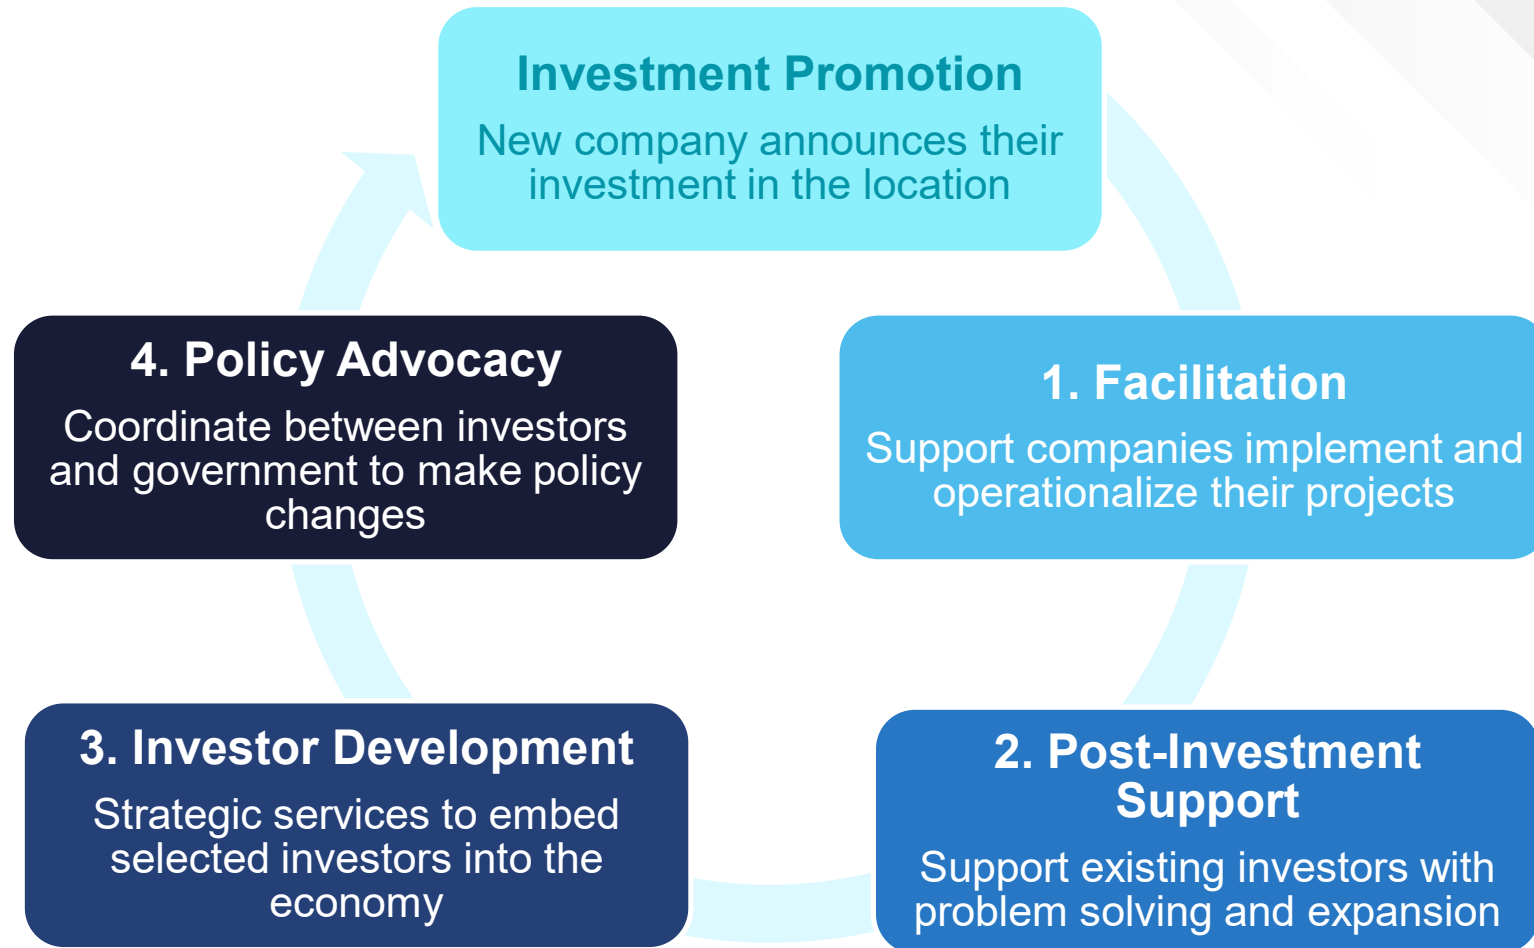 Investment Promotion
New company announces their
investment in the location
1. Facilitation
Support companies implement and
operationalize their projects
2. Post-Investment
Support
Support existing investors with
problem solving and expansion
3. Investor Development
Strategic services to embed
selected investors into the
economy
4. Policy Advocacy
Coordinate between investors
and government to make policy
changes